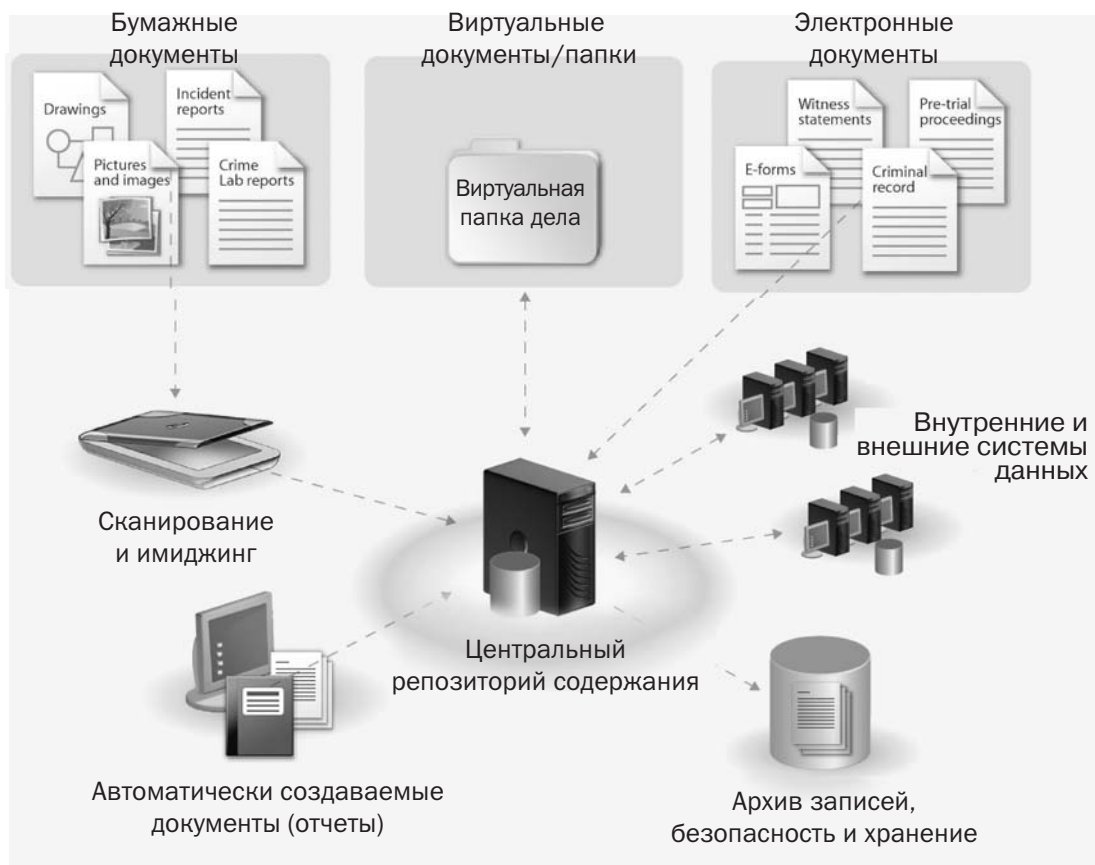 Бумажные
документы
Виртуальные
документы/папки
Электронные
документы
Drawings
Incident
reports
Pictures
and images
Crime
Lab reports
Виртуальная
папка дела
Witness
statements
Pre-trial
proceedings
E-forms
Criminal
record
Сканирование
и имиджинг
Внутренние и
внешние системы
данных
Центральный
репозиторий содержания
Автоматически создаваемые
документы (отчеты)
Архив записей,
безопасность и хранение